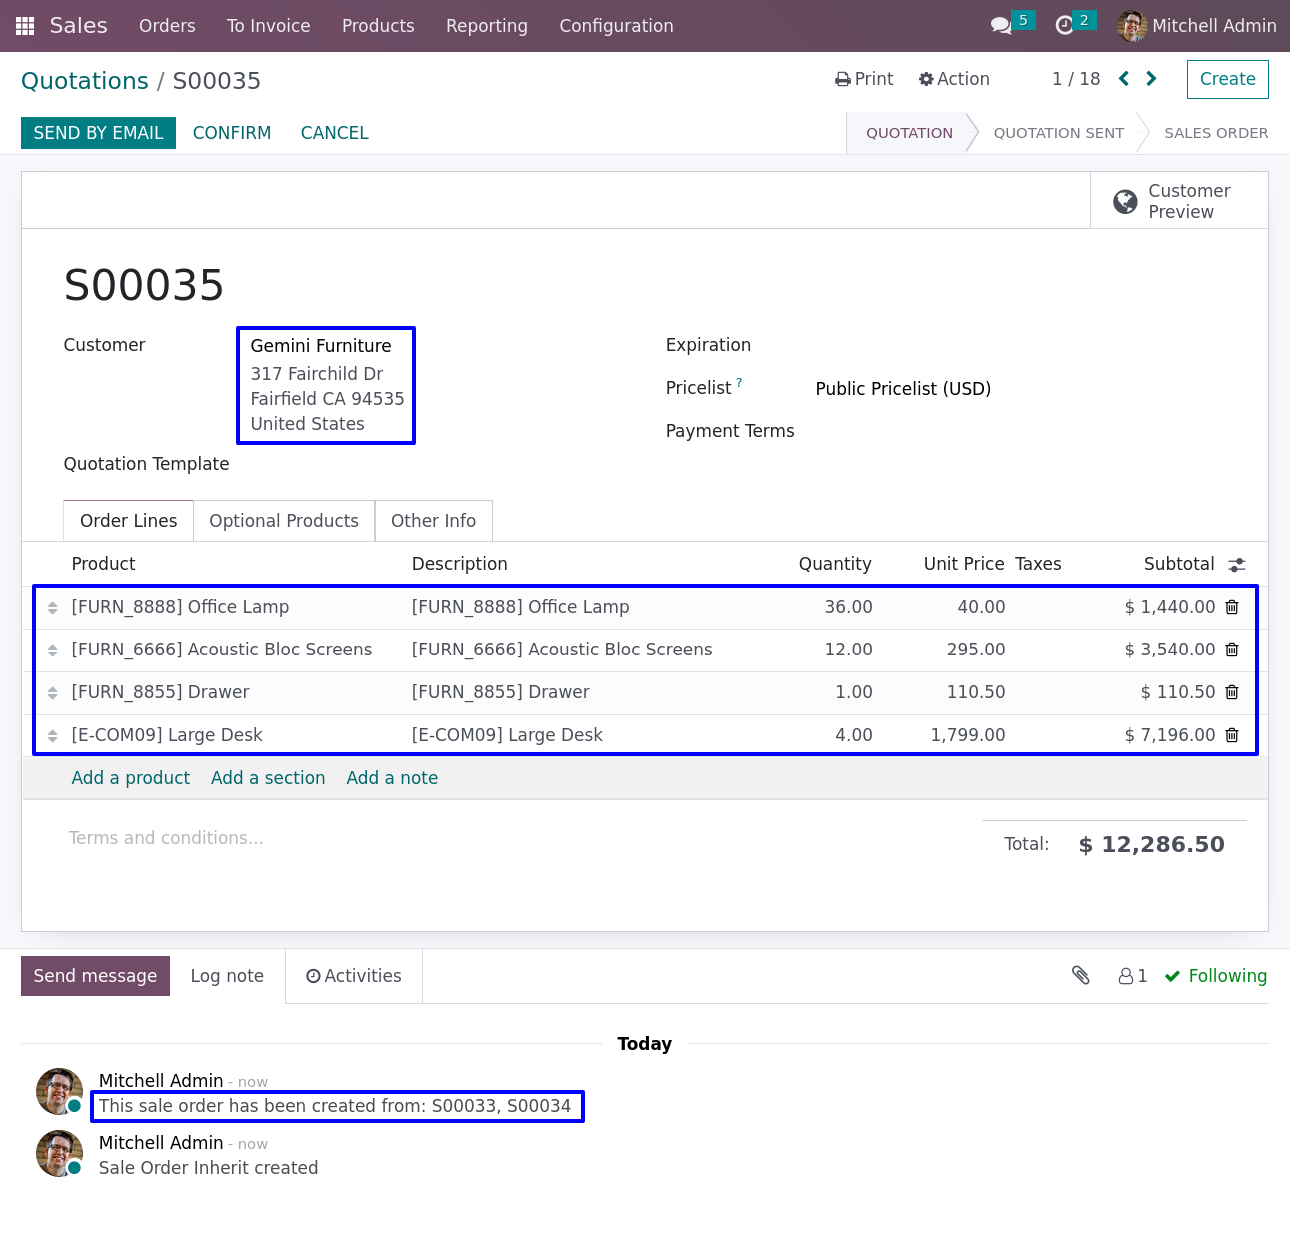 Sales Orders To Invoice Products Reporting Configuration 5 2 Mitchell Admin
Quotations / S00035 Print Action 1 / 18 Create
SEND BY EMAIL CONFIRM CANCEL QUOTATION QUOTATION SENT SALES ORDER
Customer
Preview
S00035
Customer Gemini Furniture Expiration
317 Fairchild Dr
Fairfield CA 94535
United States
Pricelist ? Public Pricelist (USD)
Payment Terms
Quotation Template
Order Lines Optional Products Other Info
Product Description Quantity Unit Price Taxes Subtotal
[FURN_8888] Office Lamp [FURN_8888] Office Lamp 36.00 40.00 $ 1,440.00
[FURN_6666] Acoustic Bloc Screens [FURN_6666] Acoustic Bloc Screens 12.00 295.00 $ 3,540.00
[FURN_8855] Drawer [FURN_8855] Drawer 1.00 110.50 $ 110.50
[E-COM09] Large Desk [E-COM09] Large Desk 4.00 1,799.00 $ 7,196.00
Add a product Add a section Add a note
Terms and conditions... Total: $ 12,286.50
Send message Log note Activities 1 Following
Today
Mitchell Admin - now
This sale order has been created from: S00033, S00034
Mitchell Admin - now
Sale Order Inherit created